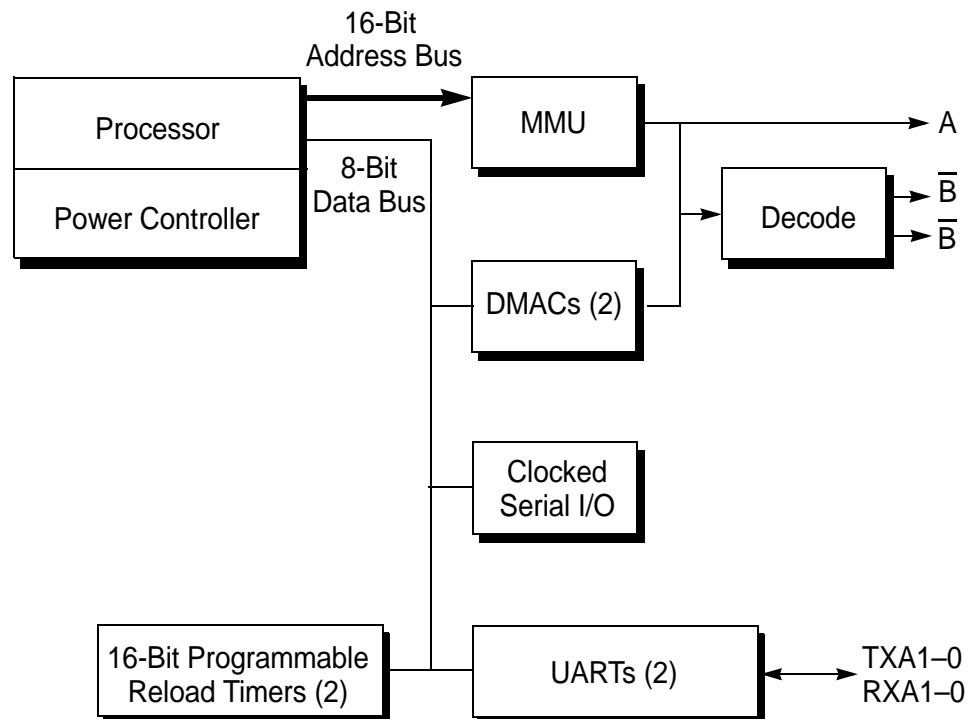 16-Bit
Address Bus
Processor
MMU
A
8-Bit
Data Bus
Power Controller
Decode
B̅
B̅
DMACs (2)
Clocked
Serial I/O
16-Bit Programmable
Reload Timers (2)
UARTs (2)
TXA1–0
RXA1–0